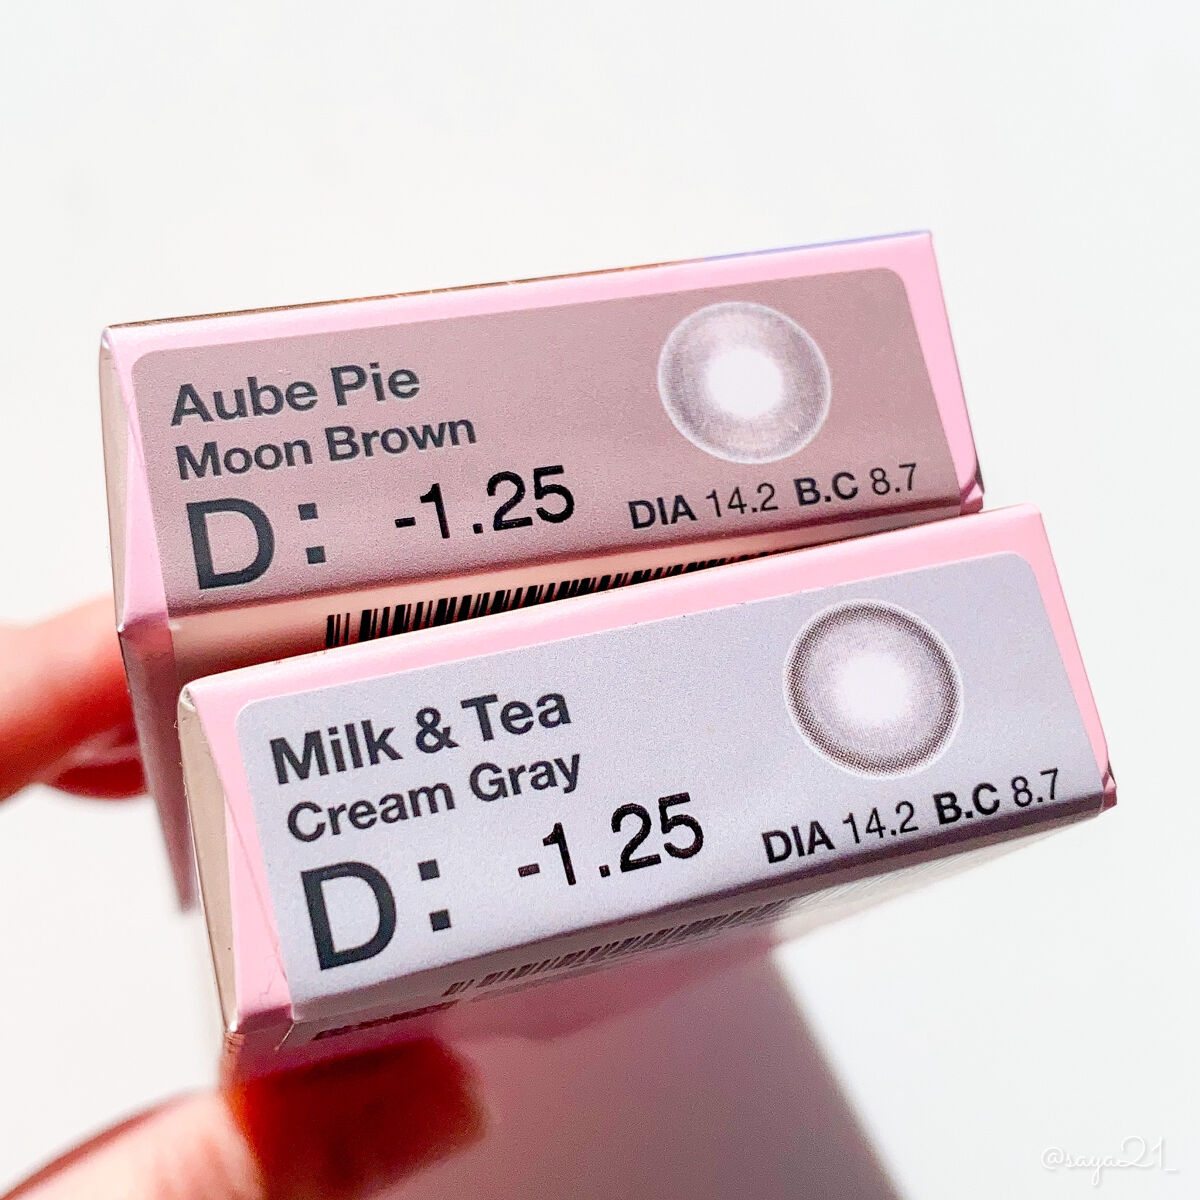 Aube Pie
Moon Brown
D: -1.25
DIA 14.2 B.C 8.7
Milk & Tea
Cream Gray
D: -1.25
DIA 14.2 B.C 8.7
@saya21_